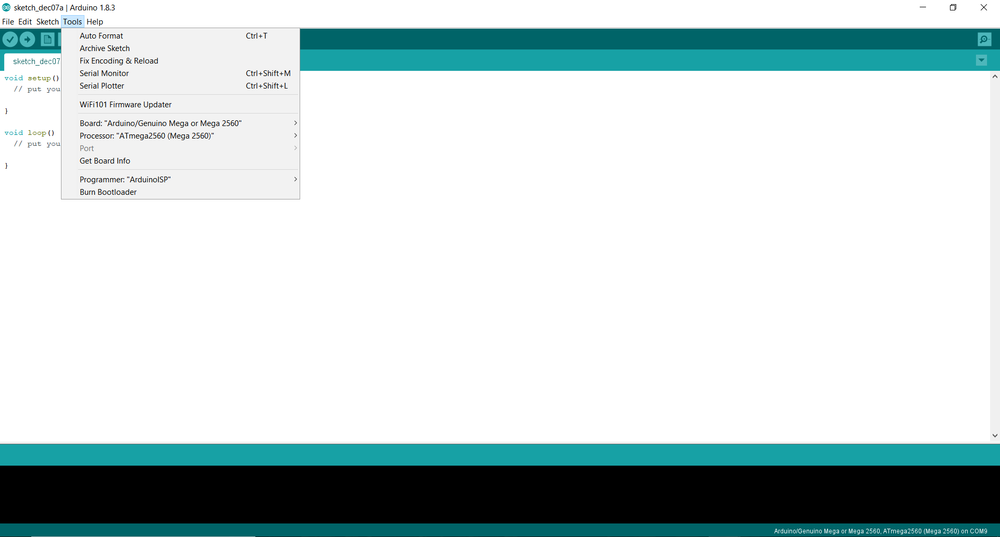 sketch_dec07a | Arduino 1.8.3
File Edit Sketch Tools Help
sketch_dec07
void setup()
// put you
}
void loop()
// put you
}
Auto Format Ctrl+T
Archive Sketch
Fix Encoding & Reload
Serial Monitor Ctrl+Shift+M
Serial Plotter Ctrl+Shift+L
WiFi101 Firmware Updater
Board: "Arduino/Genuino Mega or Mega 2560"
Processor: "ATmega2560 (Mega 2560)"
Port
Get Board Info
Programmer: "ArduinoISP"
Burn Bootloader
Arduino/Genuino Mega or Mega 2560, ATmega2560 (Mega 2560) on COM9